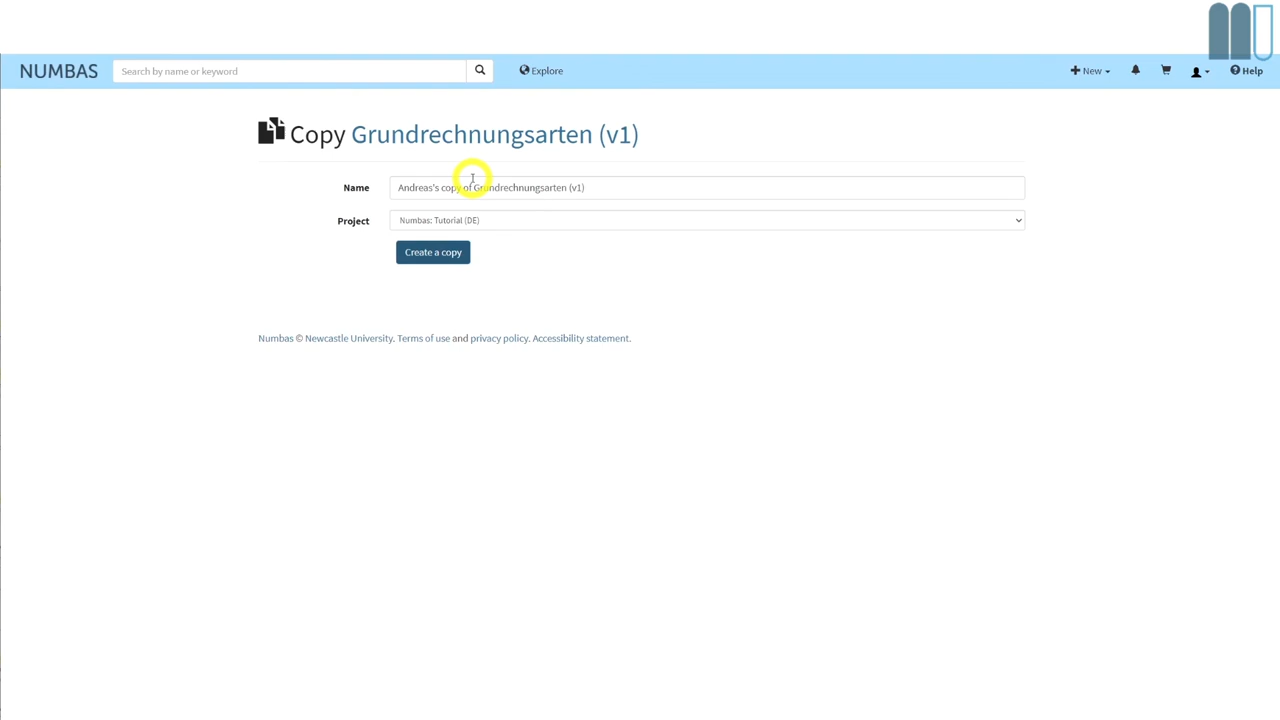 NUMBAS Search by name or keyword Explore New Help
Copy Grundrechnungsarten (v1)
Name Andreas's copy of Grundrechnungsarten (v1)
Project Numbas: Tutorial (DE)
Create a copy
Numbas © Newcastle University. Terms of use and privacy policy. Accessibility statement.